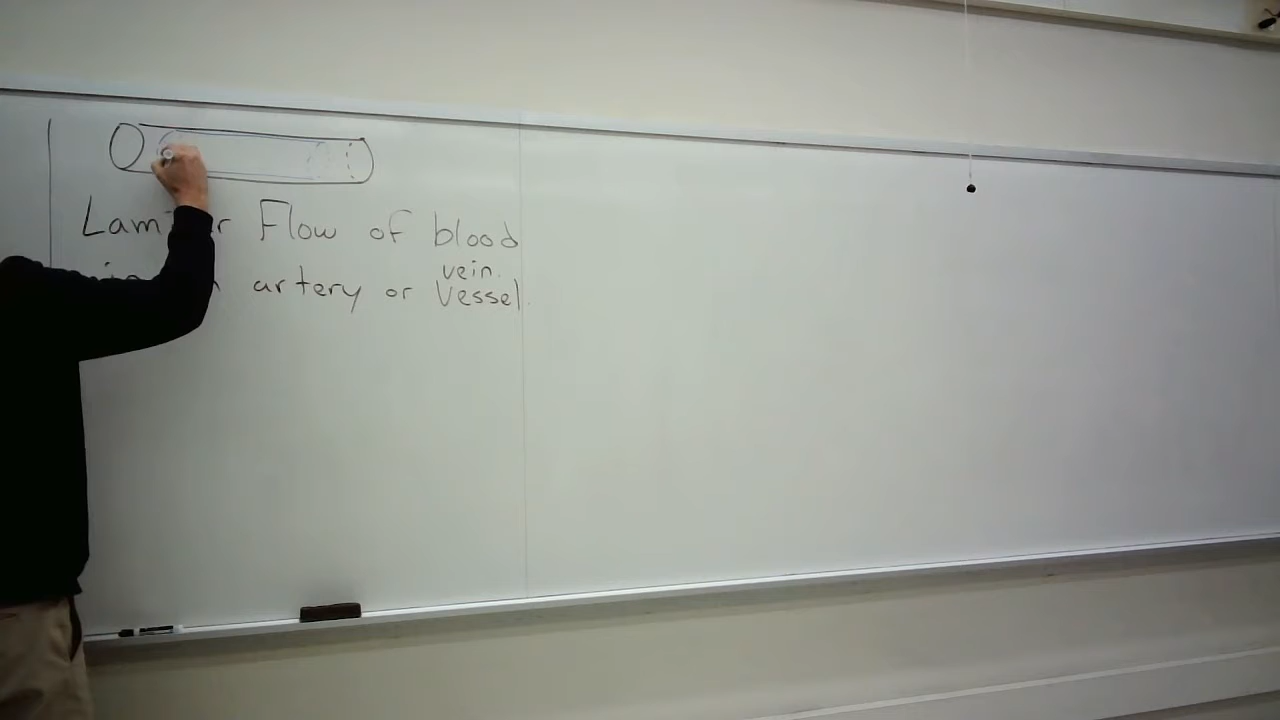 Flow of blood
vein.
artery or Vessel.